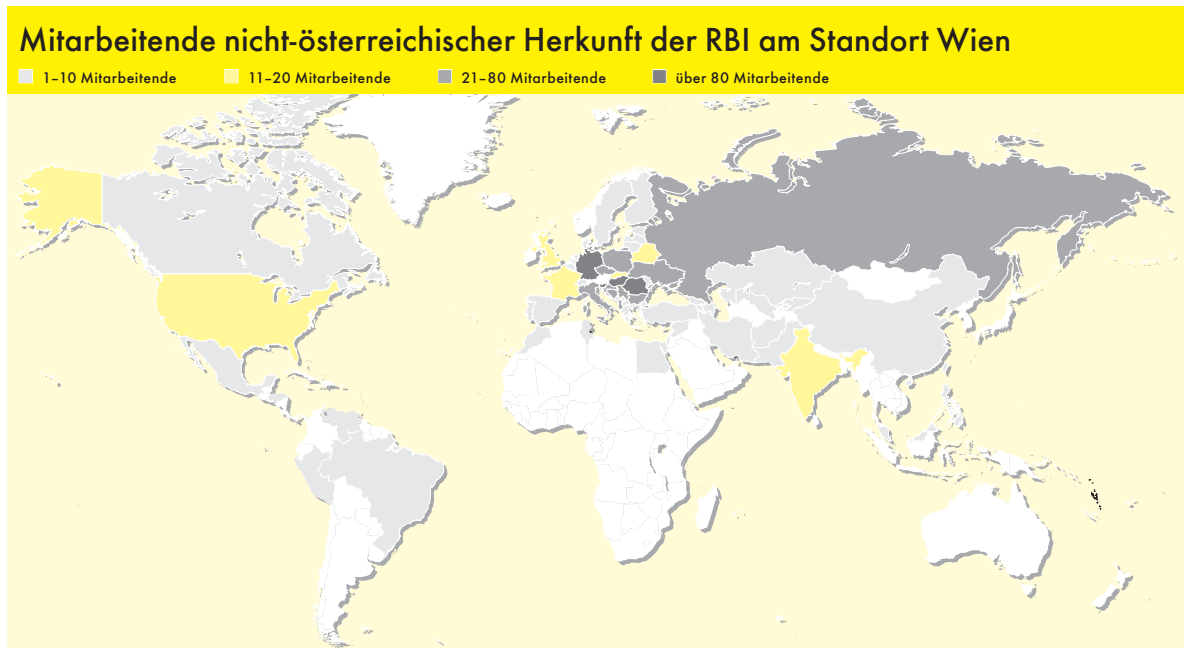 Mitarbeitende nicht-österreichischer Herkunft der RBI am Standort Wien
1–10 Mitarbeitende 11–20 Mitarbeitende 21–80 Mitarbeitende über 80 Mitarbeitende